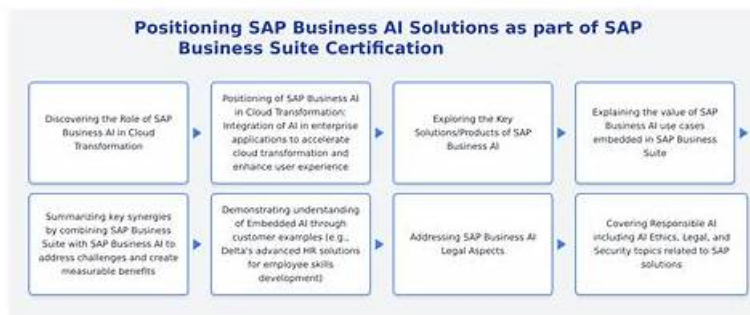 Positioning SAP Business AI Solutions as part of SAP
Business Suite Certification
Discovering the Role of SAP
Business AI in Cloud
Transformation
Positioning of SAP Business AI
in Cloud Transformation:
Integration of AI in enterprise
applications to accelerate
cloud transformation and
enhance user experience
Exploring the Key
Solutions/Products of SAP
Business AI
Explaining the value of SAP
Business AI use cases
embedded in SAP Business
Suite
Summarizing key synergies
by combining SAP Business
Suite with SAP Business AI to
address challenges and create
measurable benefits
Demonstrating understanding
of Embedded AI through
customer examples (e.g.,
Delta's advanced HR solutions
for employee skills
development)
Addressing SAP Business AI
Legal Aspects
Covering Responsible AI
including AI Ethics, Legal, and
Security topics related to SAP
solutions